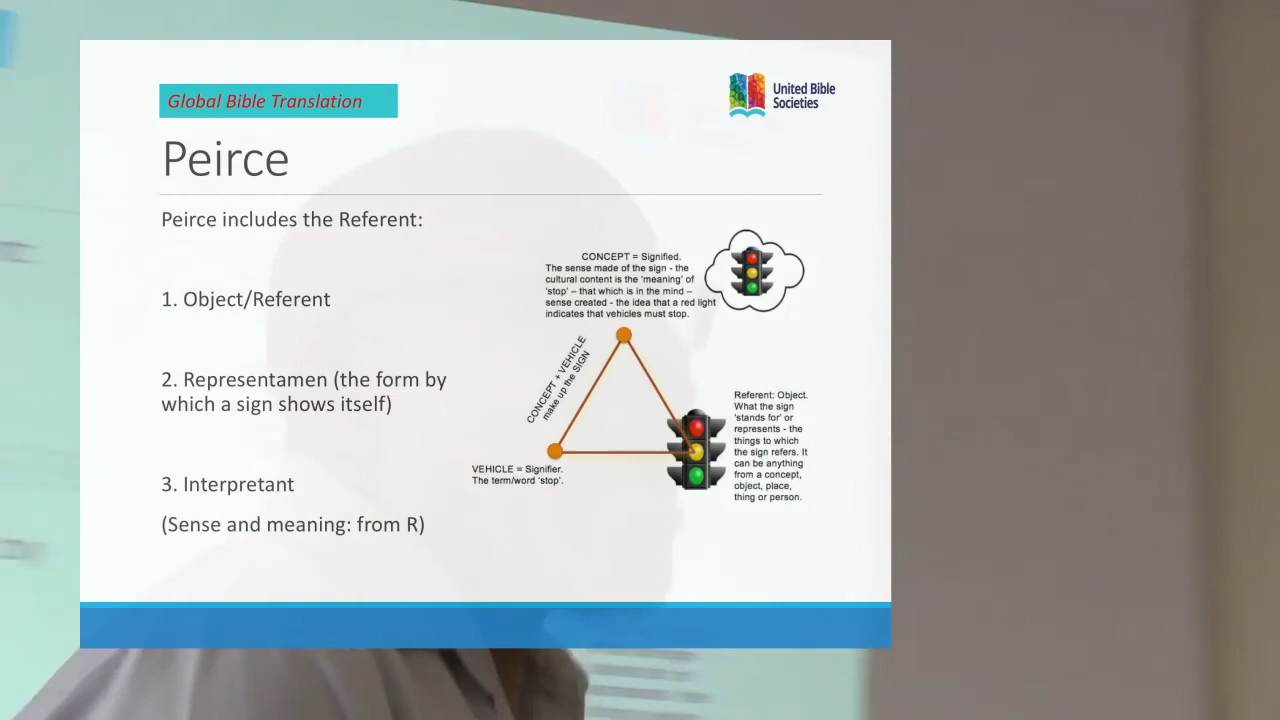 Global Bible Translation
United Bible
Societies
Peirce
Peirce includes the Referent:
1. Object/Referent
2. Representamen (the form by
which a sign shows itself)
3. Interpretant
(Sense and meaning: from R)
CONCEPT = Signified.
The sense made of the sign - the
cultural content is the 'meaning' of
'stop' – that which is in the mind –
sense created - the idea that a red light
indicates that vehicles must stop.
CONCEPT + VEHICLE
make up the SIGN
VEHICLE = Signifier.
The term/word 'stop'.
Referent: Object.
What the sign
'stands for' or
represents - the
things to which
the sign refers. It
can be anything
from a concept,
object, place,
thing or person.